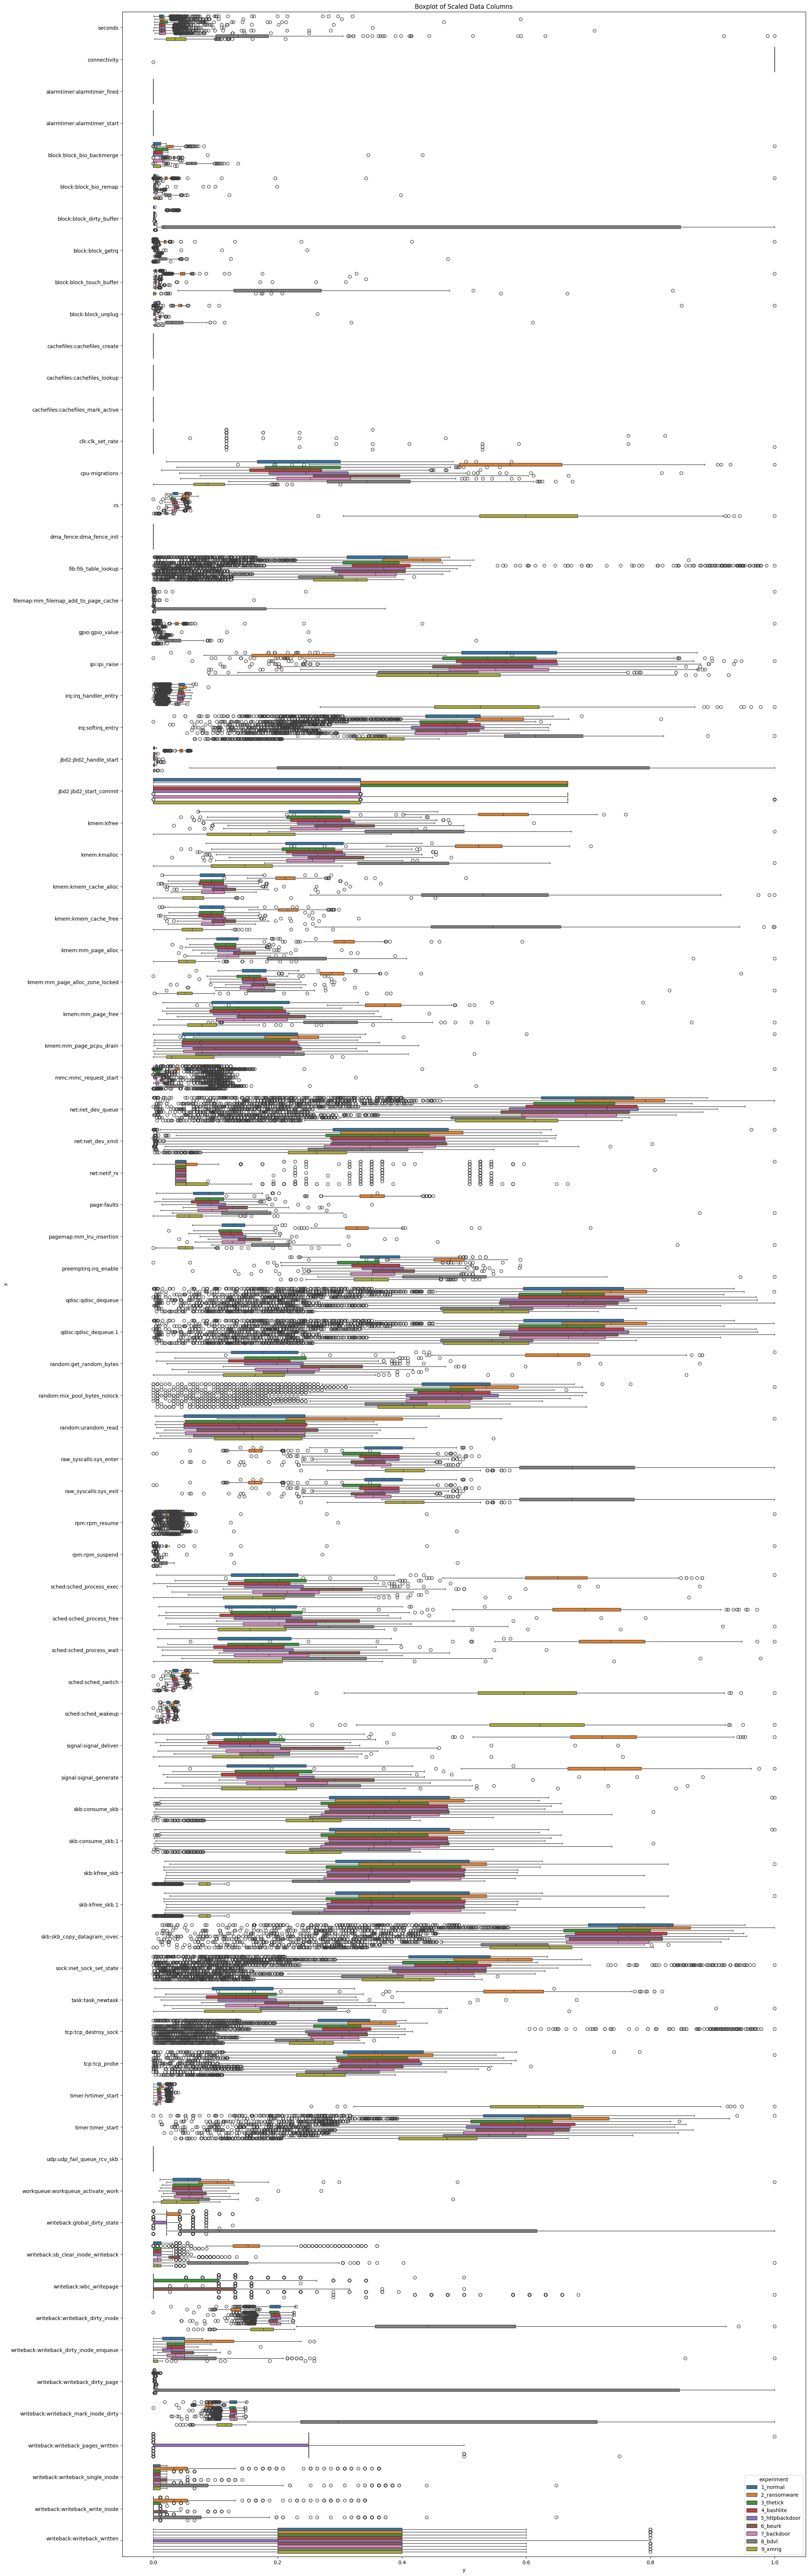 Boxplot of Scaled Data Columns
seconds
connectivity
alarmtimer:alarmtimer_fired
alarmtimer:alarmtimer_start
block:block_bio_backmerge
block:block_bio_remap
block:block_dirty_buffer
block:block_getrq
block:block_touch_buffer
block:block_unplug
cachefiles:cachefiles_create
cachefiles:cachefiles_lookup
cachefiles:cachefiles_mark_active
clk:clk_set_rate
cpu-migrations
cs
dma_fence:dma_fence_init
fib:fib_table_lookup
filemap:mm_filemap_add_to_page_cache
gpio:gpio_value
ipi:ipi_raise
irq:irq_handler_entry
irq:softirq_entry
jbd2:jbd2_handle_start
jbd2:jbd2_start_commit
kmem:kfree
kmem:kmalloc
kmem:kmem_cache_alloc
kmem:kmem_cache_free
kmem:mm_page_alloc
kmem:mm_page_alloc_zone_locked
kmem:mm_page_free
kmem:mm_page_pcpu_drain
mmc:mmc_request_start
net:net_dev_queue
net:net_dev_xmit
net:netif_rx
page-faults
pagemap:mm_lru_insertion
preemptirq:irq_enable
qdisc:qdisc_dequeue
qdisc:qdisc_dequeue.1
random:get_random_bytes
random:mix_pool_bytes_nolock
random:urandom_read
raw_syscalls:sys_enter
raw_syscalls:sys_exit
rpm:rpm_resume
rpm:rpm_suspend
sched:sched_process_exec
sched:sched_process_free
sched:sched_process_wait
sched:sched_switch
sched:sched_wakeup
signal:signal_deliver
signal:signal_generate
skb:consume_skb
skb:consume_skb.1
skb:kfree_skb
skb:kfree_skb.1
skb:skb_copy_datagram_iovec
sock:inet_sock_set_state
task:task_newtask
tcp:tcp_destroy_sock
tcp:tcp_probe
timer:hrtimer_start
timer:timer_start
udp:udp_fail_queue_rcv_skb
workqueue:workqueue_activate_work
writeback:global_dirty_state
writeback:sb_clear_inode_writeback
writeback:wbc_writepage
writeback:writeback_dirty_inode
writeback:writeback_dirty_inode_enqueue
writeback:writeback_dirty_page
writeback:writeback_mark_inode_dirty
writeback:writeback_pages_written
writeback:writeback_single_inode
writeback:writeback_write_inode
writeback:writeback_written
x
experiment
1_normal
2_ransomware
3_thetick
4_bashlite
5_httpbackdoor
6_beurk
7_backdoor
8_bdvl
9_xmrig
0.0 0.2 0.4 0.6 0.8 1.0
y